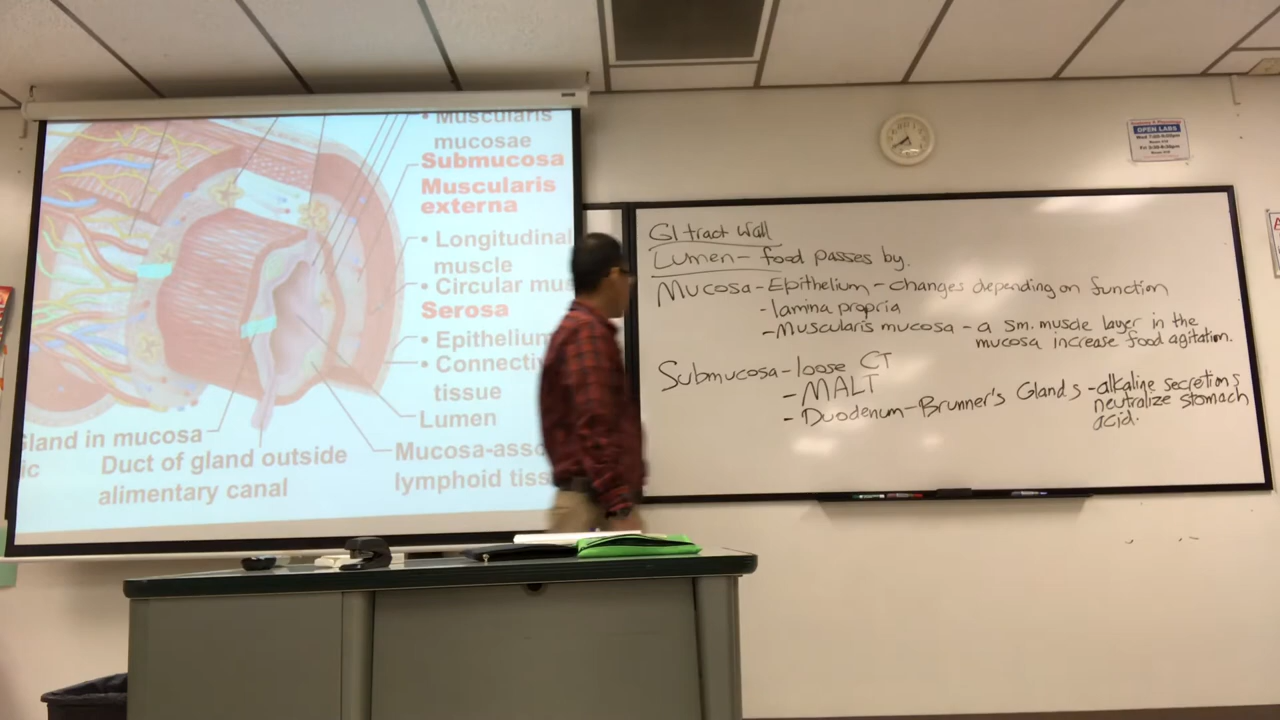 • Muscularis
mucosae
Submucosa
Muscularis
externa
• Longitudinal
muscle
• Circular mus
Serosa
• Epithelium
• Connecti
tissue
Lumen
Mucosa-asso
lymphoid tiss
Gland in mucosa
ic
Duct of gland outside
alimentary canal
GI tract Wall
Lumen - food passes by.
Mucosa - Epithelium - changes depending on function
- lamina propria
- Muscularis mucosa - a sm. muscle layer in the
mucosa increase food agitation.
Submucosa - loose CT
- MALT
- Duodenum - Brunner's Glands - alkaline secretions
neutralize stomach
acid.
OPEN LABS